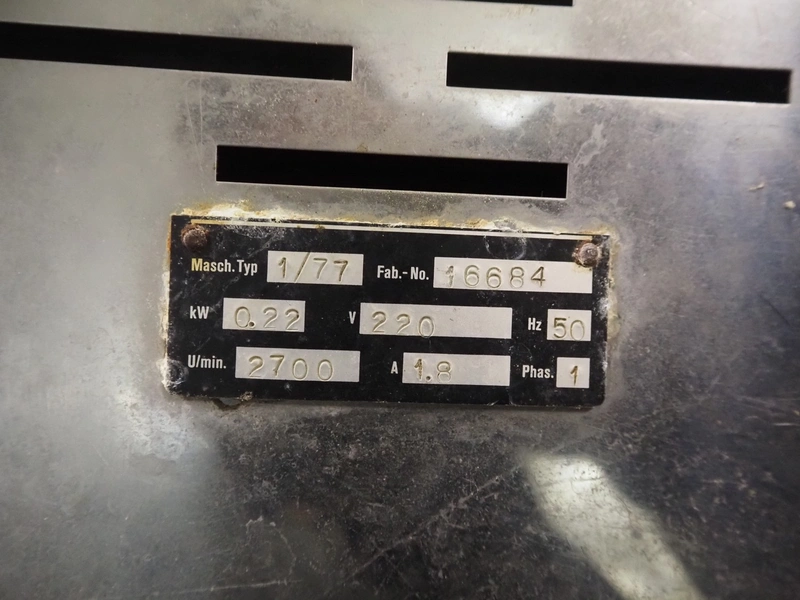 Masch.Typ 1/77 Fab.-No. 16684
kW 0.22 V 220 Hz 50
U/min. 2700 A 1.8 Phas. 1